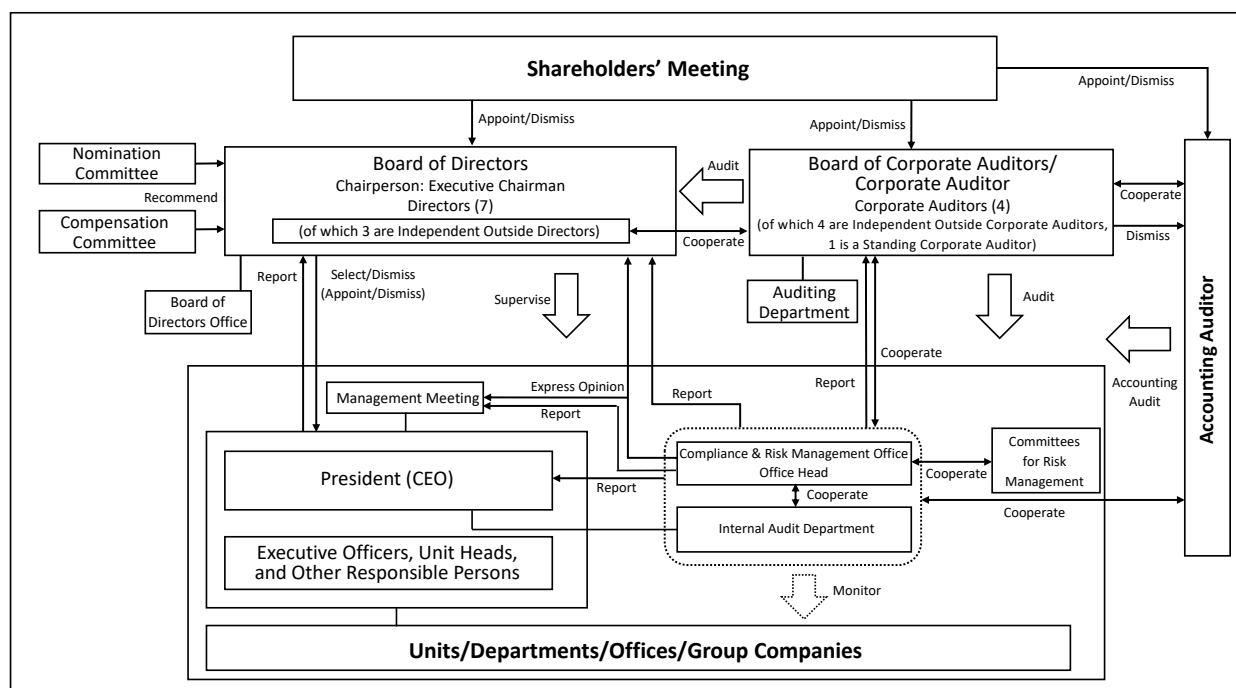 Shareholders’ Meeting
Appoint/Dismiss
Appoint/Dismiss
Appoint/Dismiss
Nomination
Committee
Recommend
Compensation
Committee
Board of Directors
Chairperson: Executive Chairman
Directors (7)
(of which 3 are Independent Outside Directors)
Audit
Cooperate
Board of Corporate Auditors/
Corporate Auditor
Corporate Auditors (4)
(of which 4 are Independent Outside Corporate Auditors,
1 is a Standing Corporate Auditor)
Cooperate
Dismiss
Accounting Auditor
Board of
Directors Office
Report
Select/Dismiss
(Appoint/Dismiss)
Supervise
Auditing
Department
Audit
Cooperate
Report
Accounting
Audit
Management Meeting
Express Opinion
Report
Report
President (CEO)
Report
Compliance & Risk Management Office
Office Head
Cooperate
Internal Audit Department
Cooperate
Committees
for Risk
Management
Cooperate
Executive Officers, Unit Heads,
and Other Responsible Persons
Monitor
Units/Departments/Offices/Group Companies